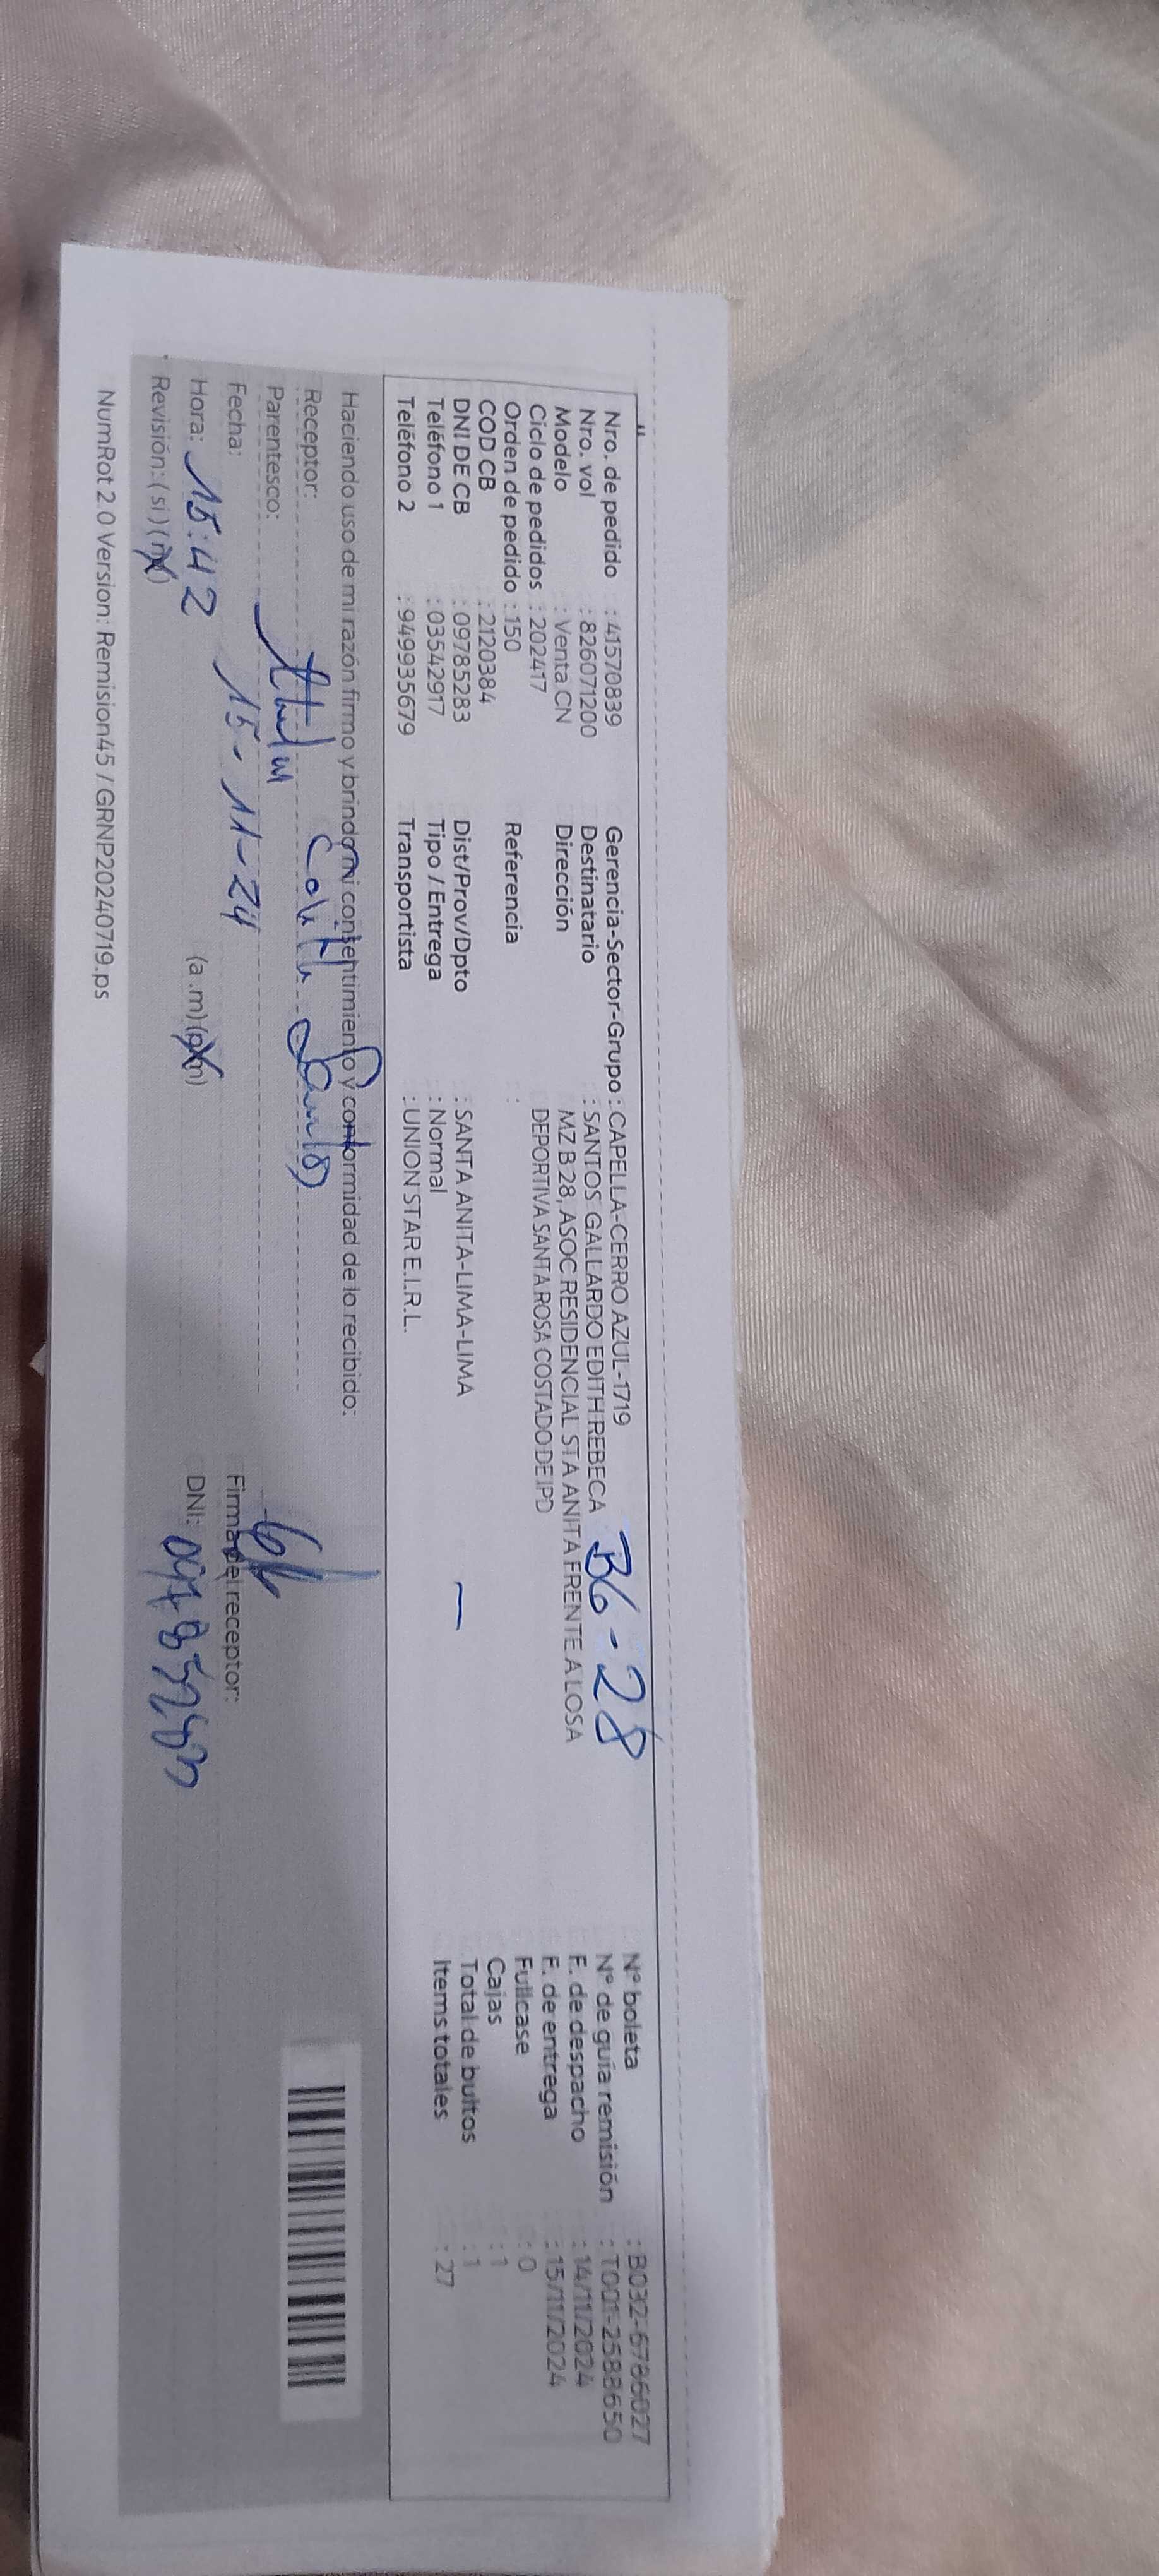 Nro. de pedido : 41570839
Nro. vol : 826071200
Modelo : Venta CN
Ciclo de pedidos : 202417
Orden de pedido : 150
COD CB : 2120384
DNI DE CB : 09785283
Teléfono 1 : 03542917
Teléfono 2 : 949935679
Gerencia-Sector-Grupo : CAPELLA-CERRO AZUL-1719
Destinatario : SANTOS GALLARDO EDITH REBECA
Dirección MZ B 28, ASOC RESIDENCIAL STA ANITA FRENTE A LOSA
DEPORTIVA SANTA ROSA COSTADO DE IPD
Referencia :
Dist/Prov/Dpto : SANTA ANITA-LIMA-LIMA
Tipo / Entrega : Normal
Transportista : UNION STAR E.I.R.L.
B6-28
N° boleta : B032-6786027
N° de guía remisión : T001-2588650
F. de despacho : 14/11/2024
F. de entrega : 15/11/2024
Fullcase : 0
Cajas : 1
Total de bultos : 1
Items totales : 27
Haciendo uso de mi razón firmo y brindo mi consentimiento y conformidad de lo recibido:
Receptor: Santos
Parentesco:
Fecha: 15-11-24
Hora: 15:42 (a.m) (p.m)
Revisión: (si) (no)
Firma del receptor:
DNI: 09785283
NumRot 2.0 Version: Remision45 / GRNP20240719.ps